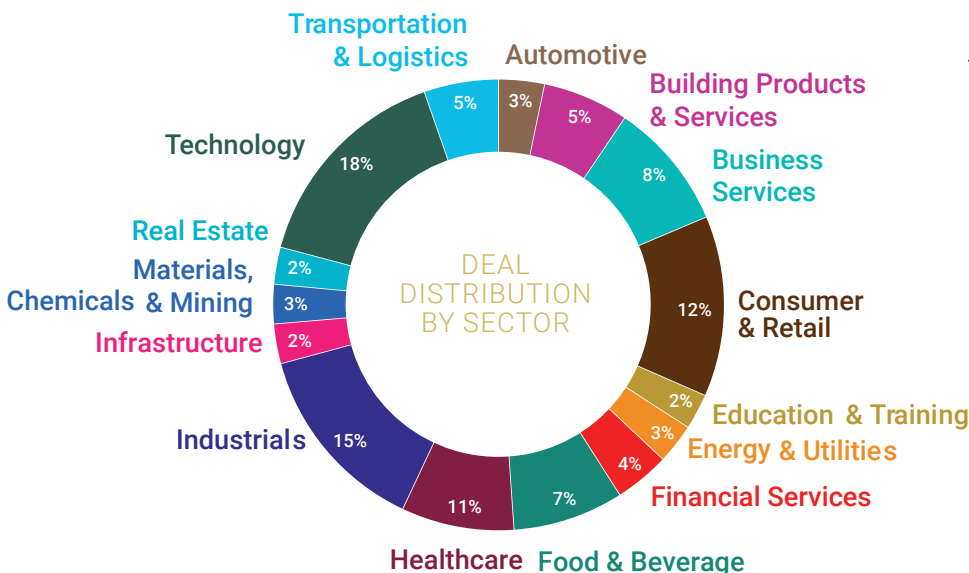 Transportation
& Logistics
5%
Automotive
3%
Building Products
& Services
5%
Business
Services
8%
Consumer
& Retail
12%
Education & Training
2%
Energy & Utilities
3%
Financial Services
4%
Food & Beverage
7%
Healthcare
11%
Industrials
15%
Infrastructure
2%
Materials,
Chemicals & Mining
3%
Real Estate
2%
Technology
18%
DEAL
DISTRIBUTION
BY SECTOR